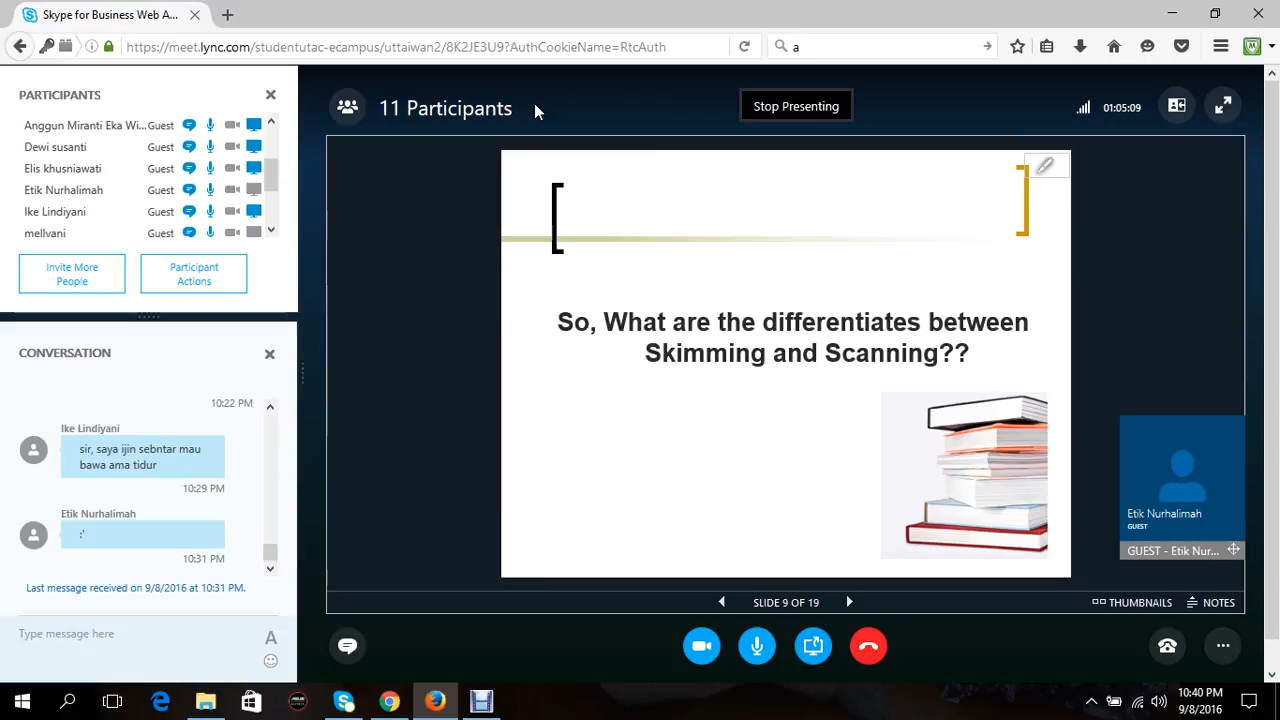 Skype for Business Web A...
https://meet.lync.com/studentutac-ecampus/uttaiwan2/8K2JE3U9?AuthCookieName=RtcAuth
a
PARTICIPANTS
Anggun Miranti Eka Wi... Guest
Dewi susanti Guest
Elis khusniawati Guest
Etik Nurhalimah Guest
Ike Lindiyani Guest
mellvani Guest
Invite More
People
Participant
Actions
CONVERSATION
10:22 PM
Ike Lindiyani
sir, saya ijin sebntar mau
bawa ama tidur
10:29 PM
Etik Nurhalimah
:'
10:31 PM
Last message received on 9/8/2016 at 10:31 PM.
Type message here
A
11 Participants
Stop Presenting
01:05:09
So, What are the differentiates between
Skimming and Scanning??
Etik Nurhalimah
GUEST
GUEST - Etik Nur...
SLIDE 9 OF 19
THUMBNAILS
NOTES
10:40 PM
9/8/2016